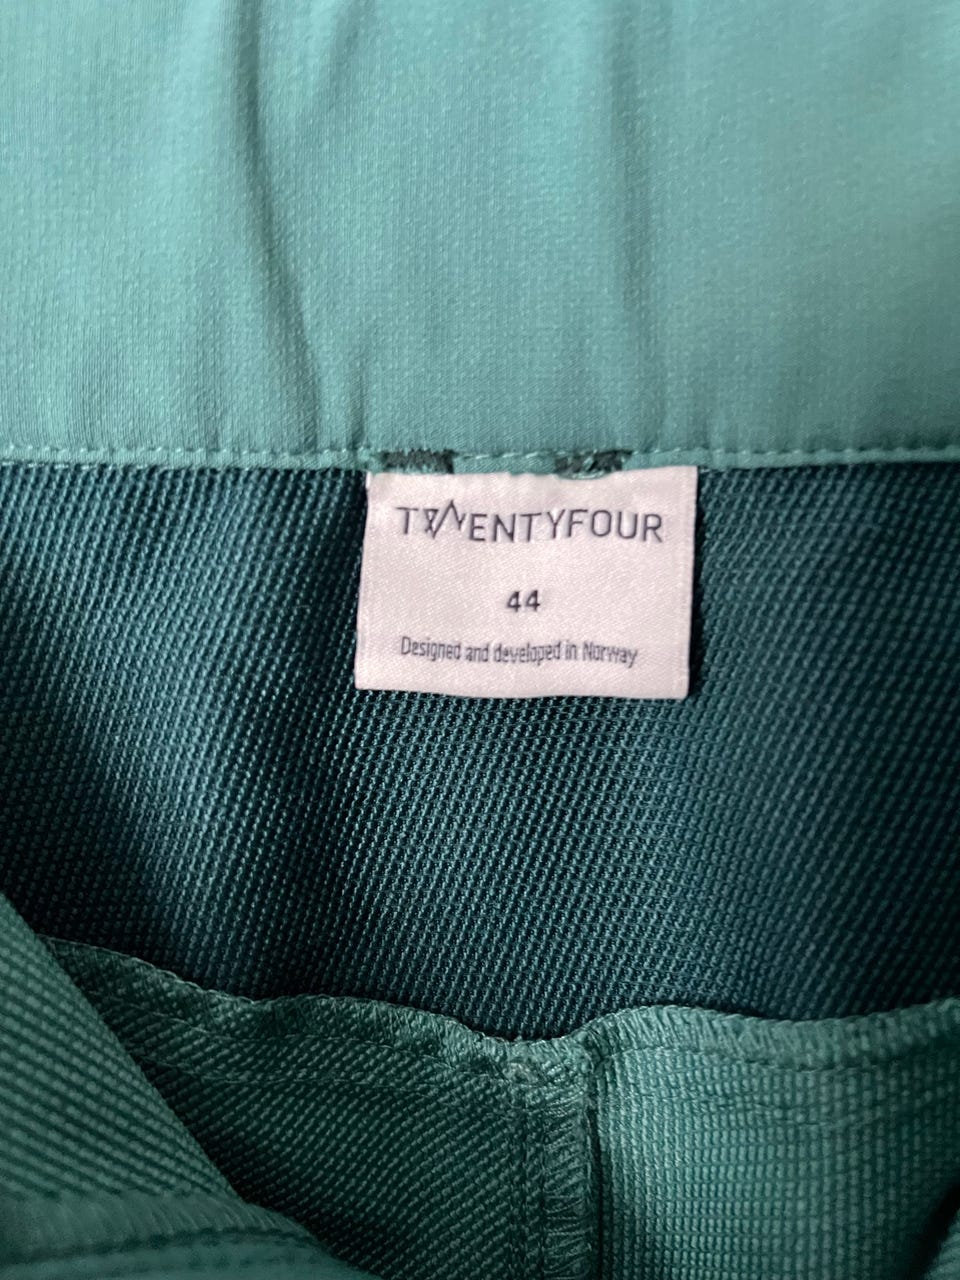 TWENTYFOUR
44
Designed and developed in Norway